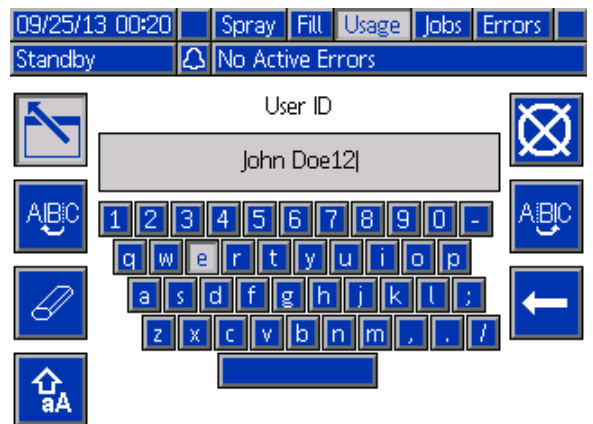 09/25/13 00:20 Spray Fill Usage Jobs Errors
Standby No Active Errors
User ID
John Doe12
ABC 1 2 3 4 5 6 7 8 9 0 - ABC
q w e r t y u i o p
a s d f g h j k l ;
z x c v b n m , . /
aA